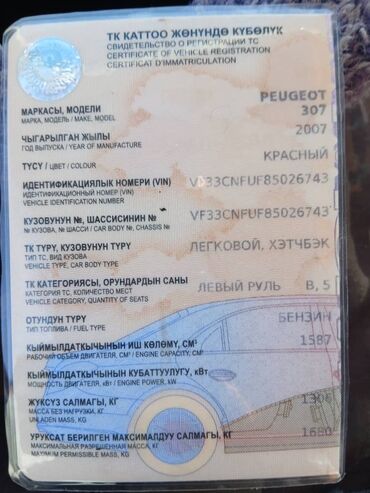 ТК КАТТОО ЖӨНҮНДӨ КҮБӨЛҮК
СВИДЕТЕЛЬСТВО О РЕГИСТРАЦИИ ТС
CERTIFICATE OF VEHICLE REGISTRATION
CERTIFICAT D'IMMATRICULATION
МАРКАСЫ, МОДЕЛИ PEUGEOT
МАРКА, МОДЕЛЬ / MAKE, MODEL 307
ЧЫГАРЫЛГАН ЖЫЛЫ 2007
ГОД ВЫПУСКА / YEAR OF MANUFACTURE
ТҮСҮ / ЦВЕТ / COLOUR КРАСНЫЙ
ИДЕНТИФИКАЦИЯЛЫК НОМЕРИ (VIN) VF33CNFUF85026743
ИДЕНТИФИКАЦИОННЫЙ НОМЕР (VIN)
VEHICLE IDENTIFICATION NUMBER
КУЗОВУНУН №, ШАССИСИНИН № VF33CNFUF85026743
№ КУЗОВА, № ШАССИ / CAR BODY №, CHASSIS №
ТК ТҮРҮ, КУЗОВУНУН ТҮРҮ ЛЕГКОВОЙ, ХЭТЧБЭК
ТИП ТС, ВИД КУЗОВА
VEHICLE TYPE, CAR BODY TYPE
ТК КАТЕГОРИЯСЫ, ОРУНДАРДЫН САНЫ ЛЕВЫЙ РУЛЬ B, 5
КАТЕГОРИЯ ТС, КОЛИЧЕСТВО МЕСТ
VEHICLE CATEGORY, QUANTITY OF SEATS
ОТУНДУН ТҮРҮ БЕНЗИН
ТИП ТОПЛИВА / FUEL TYPE
КЫЙМЫЛДАТКЫЧЫНЫН ИШ КӨЛӨМҮ, СМ³ 1587
РАБОЧИЙ ОБЪЕМ ДВИГАТЕЛЯ, СМ³ / ENGINE CAPACITY, CM³
КЫЙМЫЛДАТКЫЧЫНЫН КУБАТТУУЛУГУ, кВт
МОЩНОСТЬ ДВИГАТЕЛЯ, кВт / ENGINE POWER, kW
ЖҮКСҮЗ САЛМАГЫ, КГ
МАССА БЕЗ НАГРУЗКИ, КГ
UNLADEN MASS, KG
УРУКСАТ БЕРИЛГЕН МАКСИМАЛДУУ САЛМАГЫ, КГ
МАКСИМАЛЬНАЯ РАЗРЕШЕННАЯ МАССА, КГ
MAXIMUM PERMISSIBLE MASS, KG